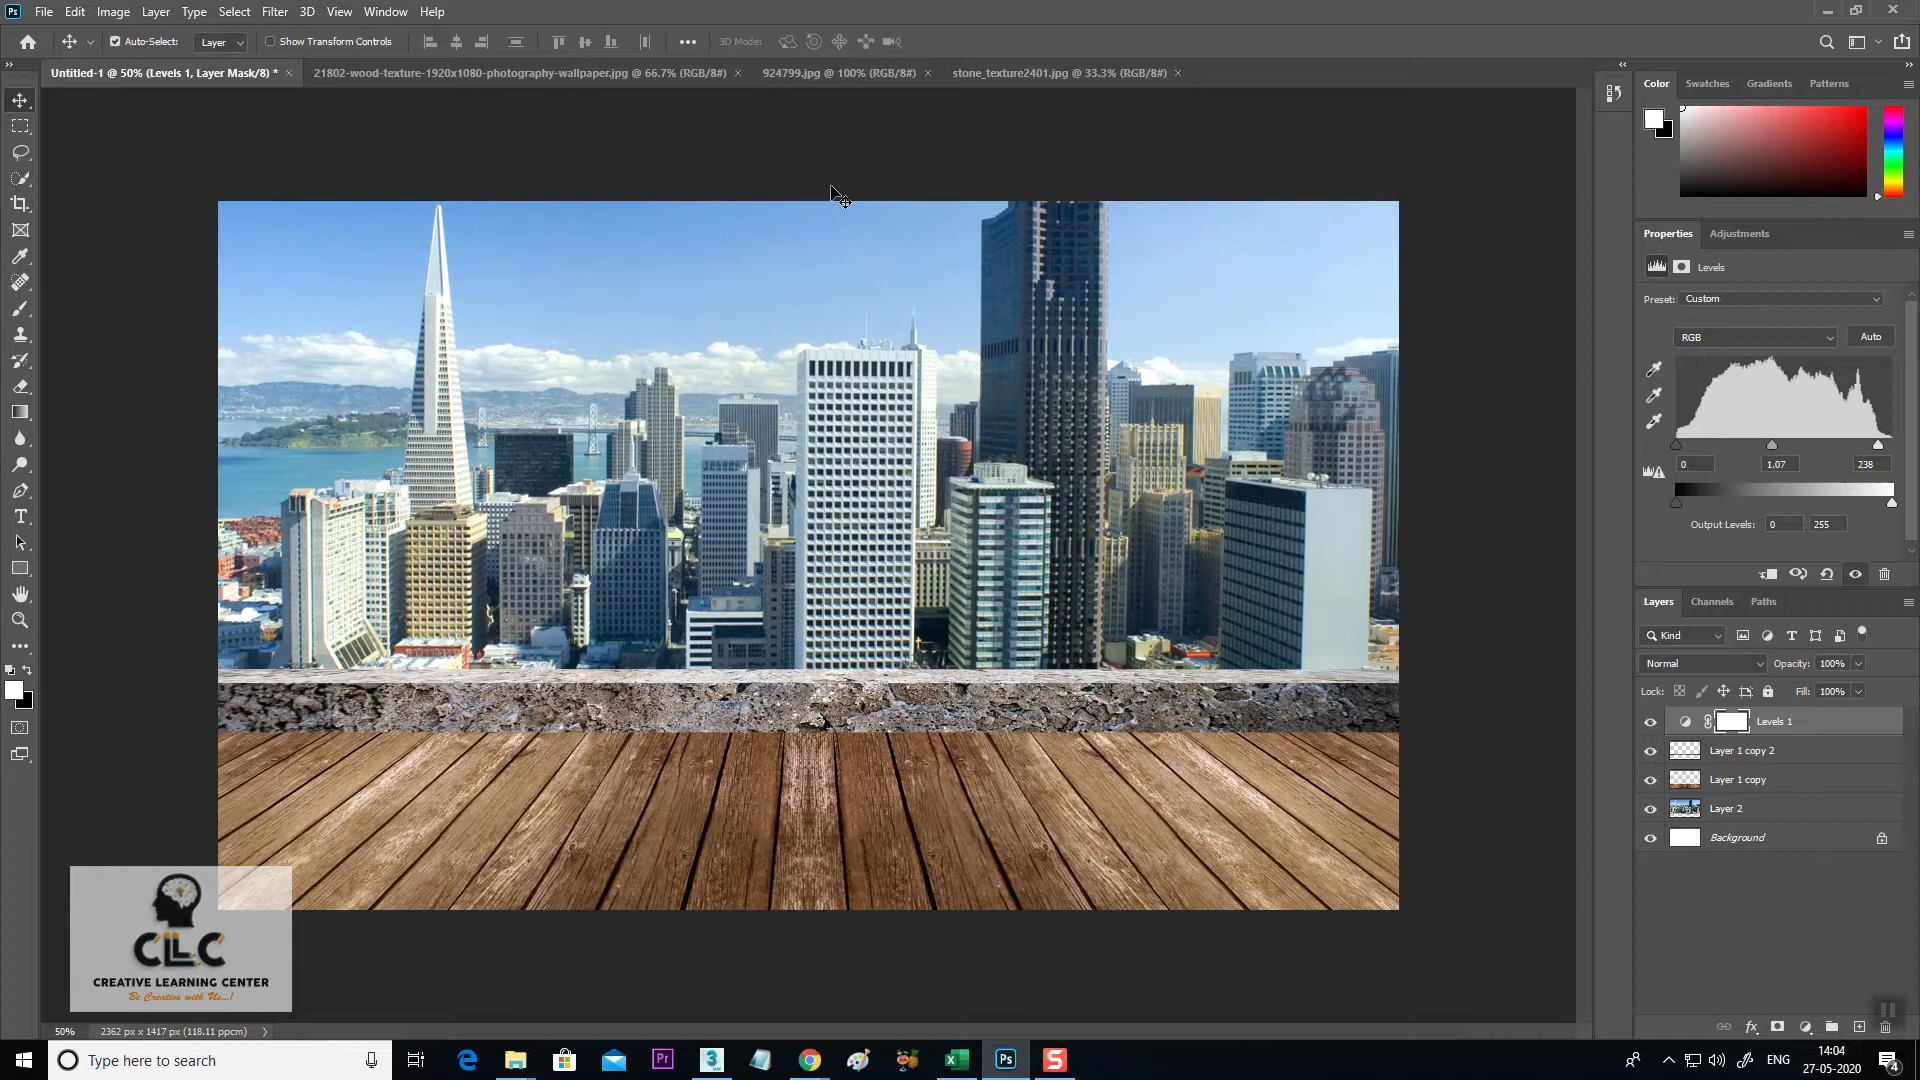 Ps File Edit Image Layer Type Select Filter 3D View Window Help
Auto-Select: Layer Show Transform Controls 3D Mode:
Untitled-1 @ 50% (Levels 1, Layer Mask/8) *
21802-wood-texture-1920x1080-photography-wallpaper.jpg @ 66.7% (RGB/8#)
924799.jpg @ 100% (RGB/8#)
stone_texture2401.jpg @ 33.3% (RGB/8#)
Color Swatches Gradients Patterns
Properties Adjustments
Levels
Preset: Custom
RGB Auto
0 1.07 238
Output Levels: 0 255
Layers Channels Paths
Kind
Normal Opacity: 100%
Lock: Fill: 100%
Levels 1
Layer 1 copy 2
Layer 1 copy
Layer 2
Background
CLC
CREATIVE LEARNING CENTER
Be Creative with Us...!
50% 2362 px x 1417 px (118.11 ppcm)
Type here to search
Pr
3
Ps
S
ENG
14:04
27-05-2020
4